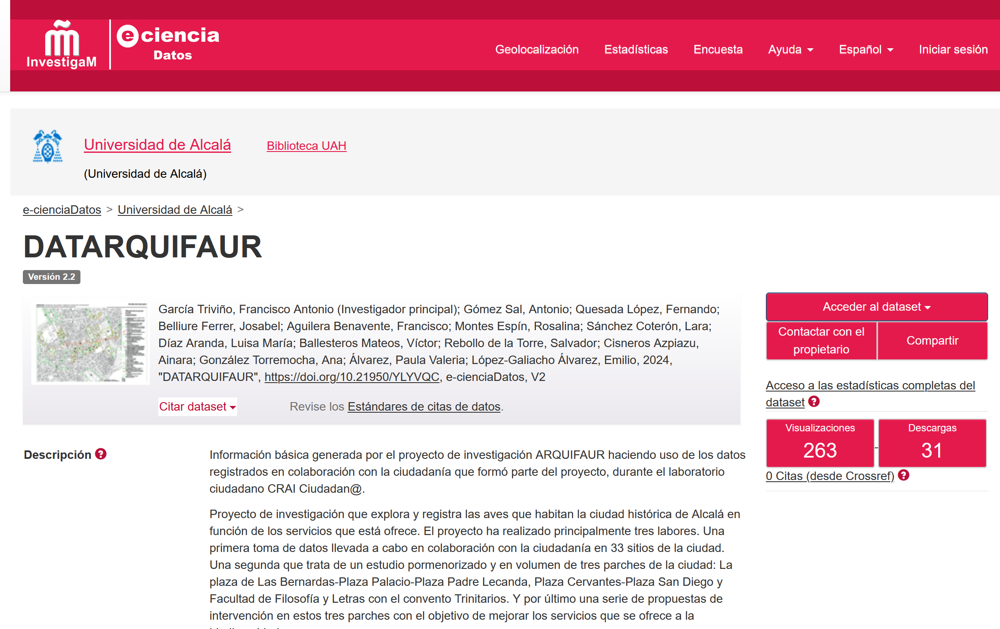 InvestigaM
eciencia
Datos
Geolocalización Estadísticas Encuesta Ayuda Español Iniciar sesión
Universidad de Alcalá Biblioteca UAH
(Universidad de Alcalá)
e-cienciaDatos > Universidad de Alcalá >
DATARQUIFAUR
Versión 2.2
García Triviño, Francisco Antonio (Investigador principal); Gómez Sal, Antonio; Quesada López, Fernando;
Belliure Ferrer, Josabel; Aguilera Benavente, Francisco; Montes Espín, Rosalina; Sánchez Coterón, Lara;
Díaz Aranda, Luisa María; Ballesteros Mateos, Víctor; Rebollo de la Torre, Salvador; Cisneros Azpiazu,
Ainara; González Torremocha, Ana; Álvarez, Paula Valeria; López-Galiacho Álvarez, Emilio, 2024,
"DATARQUIFAUR", https://doi.org/10.21950/YLYVQC, e-cienciaDatos, V2
Citar dataset Revise los Estándares de citas de datos.
Acceder al dataset
Contactar con el
propietario
Compartir
Acceso a las estadísticas completas del
dataset ?
Visualizaciones
263
-
Descargas
31
0 Citas (desde Crossref) ?
Descripción ?
Información básica generada por el proyecto de investigación ARQUIFAUR haciendo uso de los datos
registrados en colaboración con la ciudadanía que formó parte del proyecto, durante el laboratorio
ciudadano CRAI Ciudadan@.
Proyecto de investigación que explora y registra las aves que habitan la ciudad histórica de Alcalá en
función de los servicios que está ofrece. El proyecto ha realizado principalmente tres labores. Una
primera toma de datos llevada a cabo en colaboración con la ciudadanía en 33 sitios de la ciudad.
Una segunda que trata de un estudio pormenorizado y en volumen de tres parches de la ciudad: La
plaza de Las Bernardas-Plaza Palacio-Plaza Padre Lecanda, Plaza Cervantes-Plaza San Diego y
Facultad de Filosofía y Letras con el convento Trinitarios. Y por último una serie de propuestas de
intervención en estos tres parches con el objetivo de mejorar los servicios que se ofrece a la